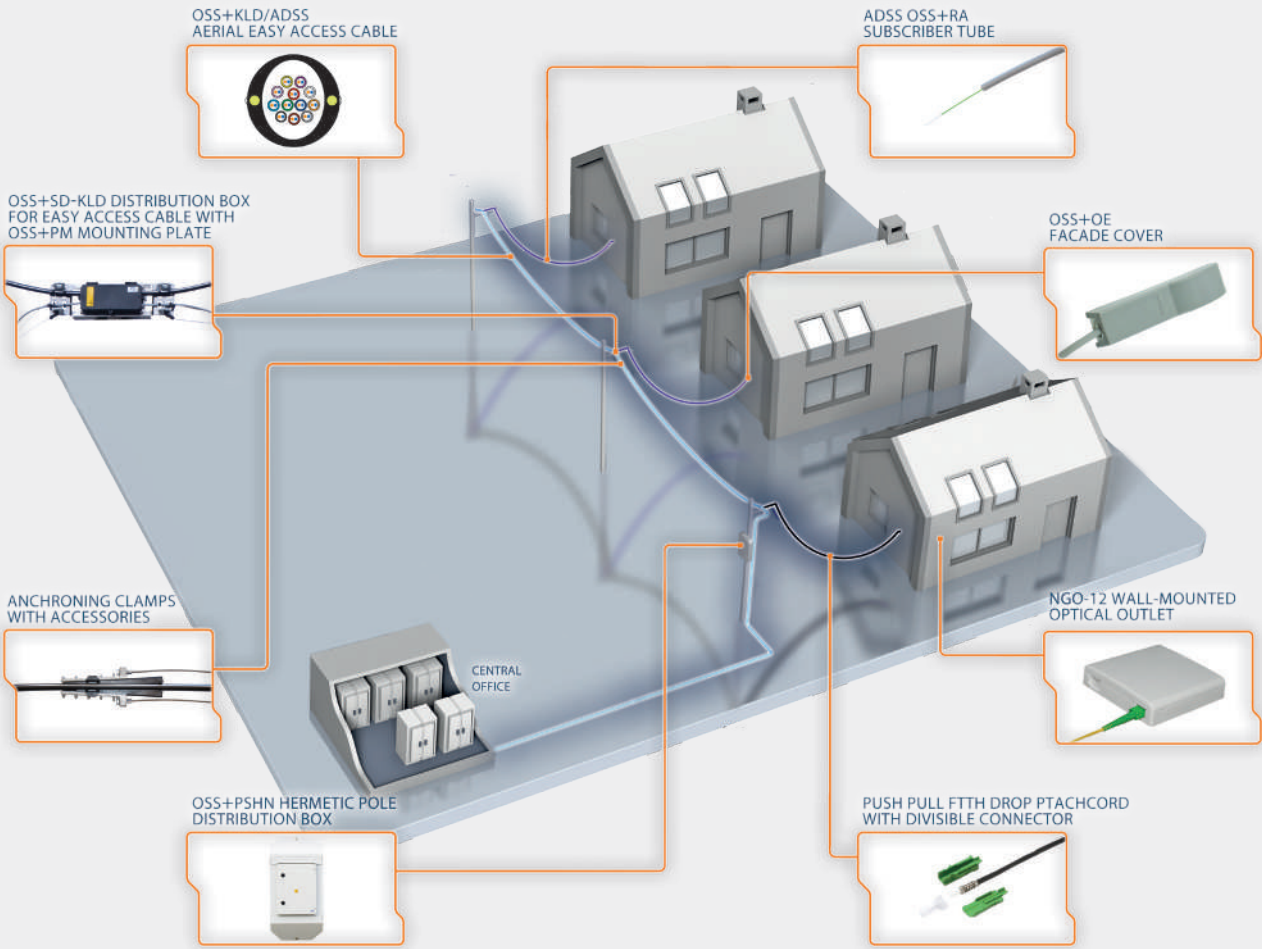 OSS+KLD/ADSS
AERIAL EASY ACCESS CABLE
ADSS OSS+RA
SUBSCRIBER TUBE
OSS+SD-KLD DISTRIBUTION BOX
FOR EASY ACCESS CABLE WITH
OSS+PM MOUNTING PLATE
OSS+OE
FACADE COVER
ANCHRONING CLAMPS
WITH ACCESSORIES
NGO-12 WALL-MOUNTED
OPTICAL OUTLET
CENTRAL
OFFICE
OSS+PSHN HERMETIC POLE
DISTRIBUTION BOX
PUSH PULL FTTH DROP PTACHCORD
WITH DIVISIBLE CONNECTOR